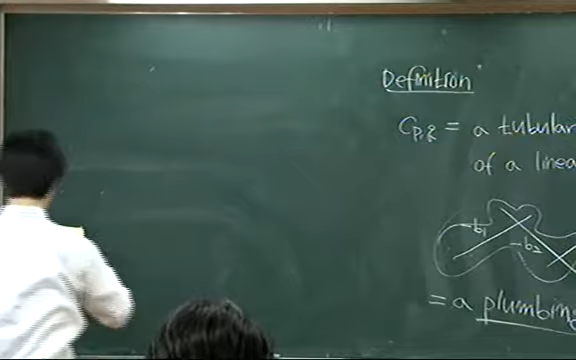 Definition
C_{p,q} = a tubular
of a linea
-b₁
-b₂
= a plumbing